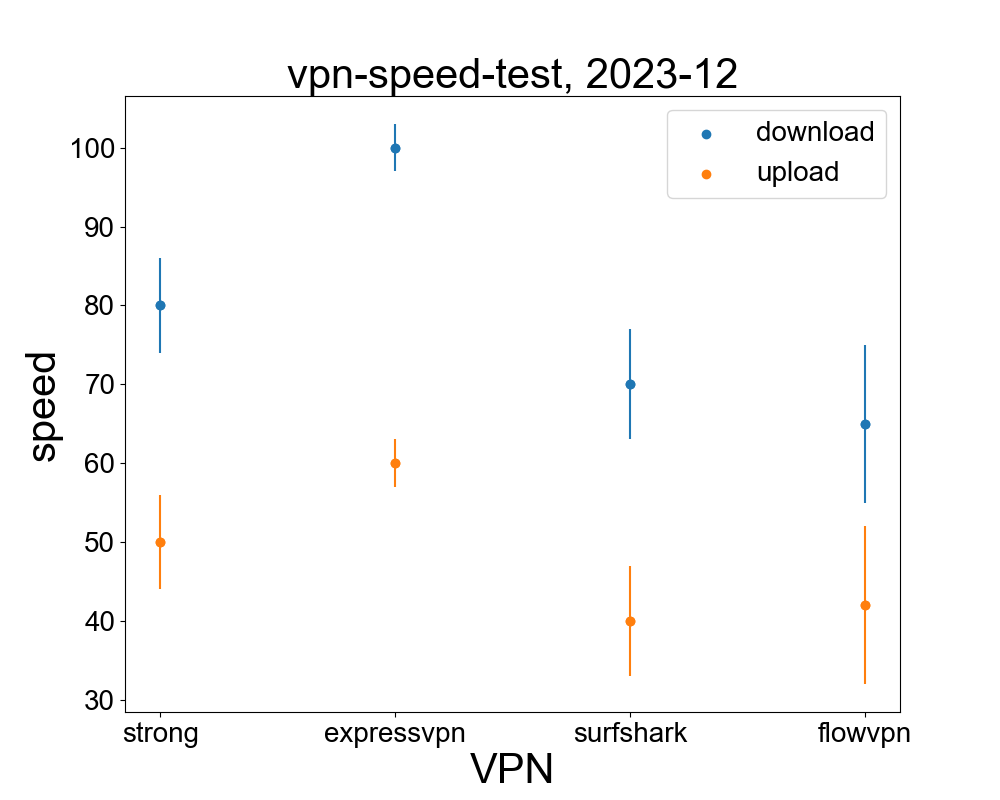 vpn-speed-test, 2023-12
download
upload
100
90
80
70
60
50
40
30
speed
strong expressvpn surfshark flowvpn
VPN